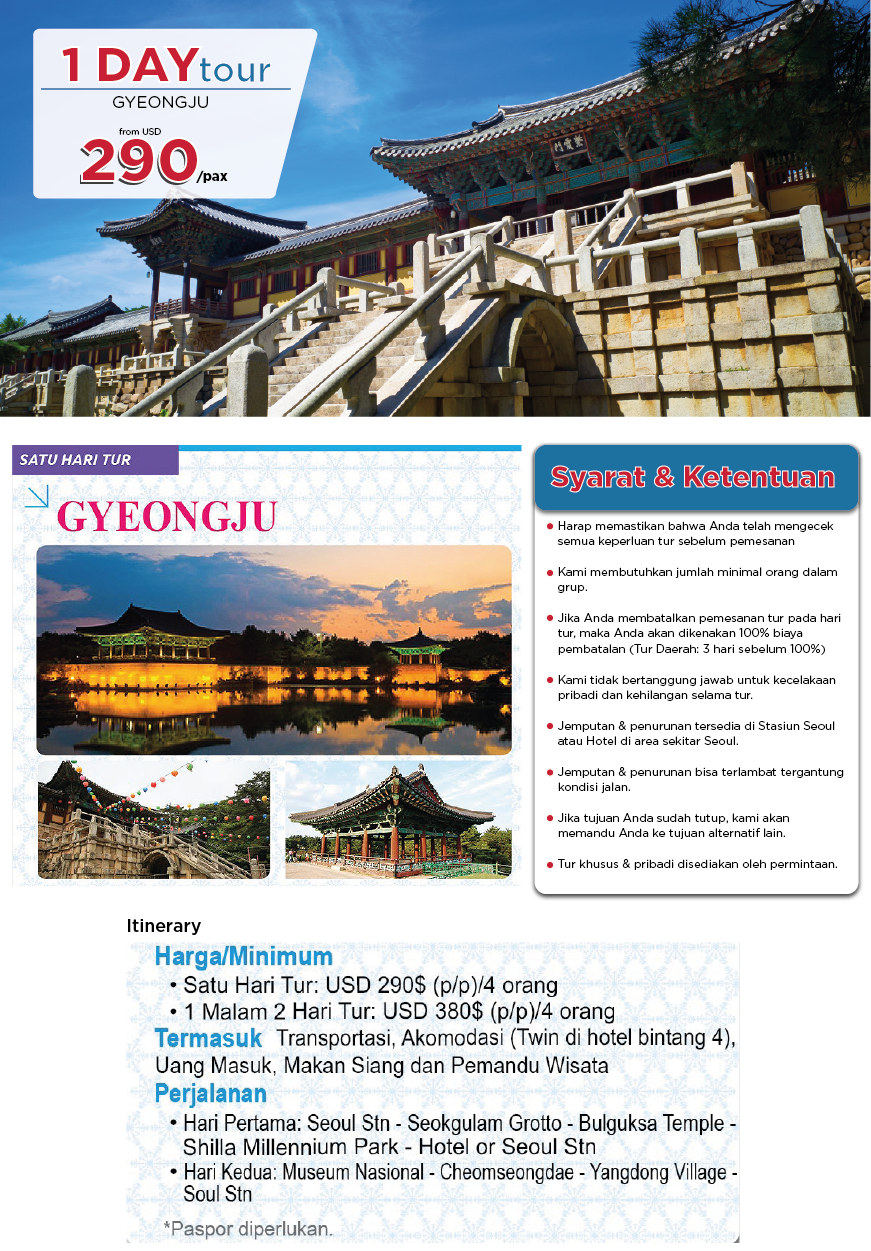 1 DAY tour
GYEONGJU
from USD
290/pax
紫霞門
SATU HARI TUR
GYEONGJU
Syarat & Ketentuan
Harap memastikan bahwa Anda telah mengecek
semua keperluan tur sebelum pemesanan
Kami membutuhkan jumlah minimal orang dalam
grup.
Jika Anda membatalkan pemesanan tur pada hari
tur, maka Anda akan dikenakan 100% biaya
pembatalan (Tur Daerah: 3 hari sebelum 100%)
Kami tidak bertanggung jawab untuk kecelakaan
pribadi dan kehilangan selama tur.
Jemputan & penurunan tersedia di Stasiun Seoul
atau Hotel di area sekitar Seoul.
Jemputan & penurunan bisa terlambat tergantung
kondisi jalan.
Jika tujuan Anda sudah tutup, kami akan
memandu Anda ke tujuan alternatif lain.
Tur khusus & pribadi disediakan oleh permintaan.
Itinerary
Harga/Minimum
• Satu Hari Tur: USD 290$ (p/p)/4 orang
• 1 Malam 2 Hari Tur: USD 380$ (p/p)/4 orang
Termasuk Transportasi, Akomodasi (Twin di hotel bintang 4),
Uang Masuk, Makan Siang dan Pemandu Wisata
Perjalanan
• Hari Pertama: Seoul Stn - Seokgulam Grotto - Bulguksa Temple -
Shilla Millennium Park - Hotel or Seoul Stn
• Hari Kedua: Museum Nasional - Cheomseongdae - Yangdong Village -
Soul Stn
*Paspor diperlukan.